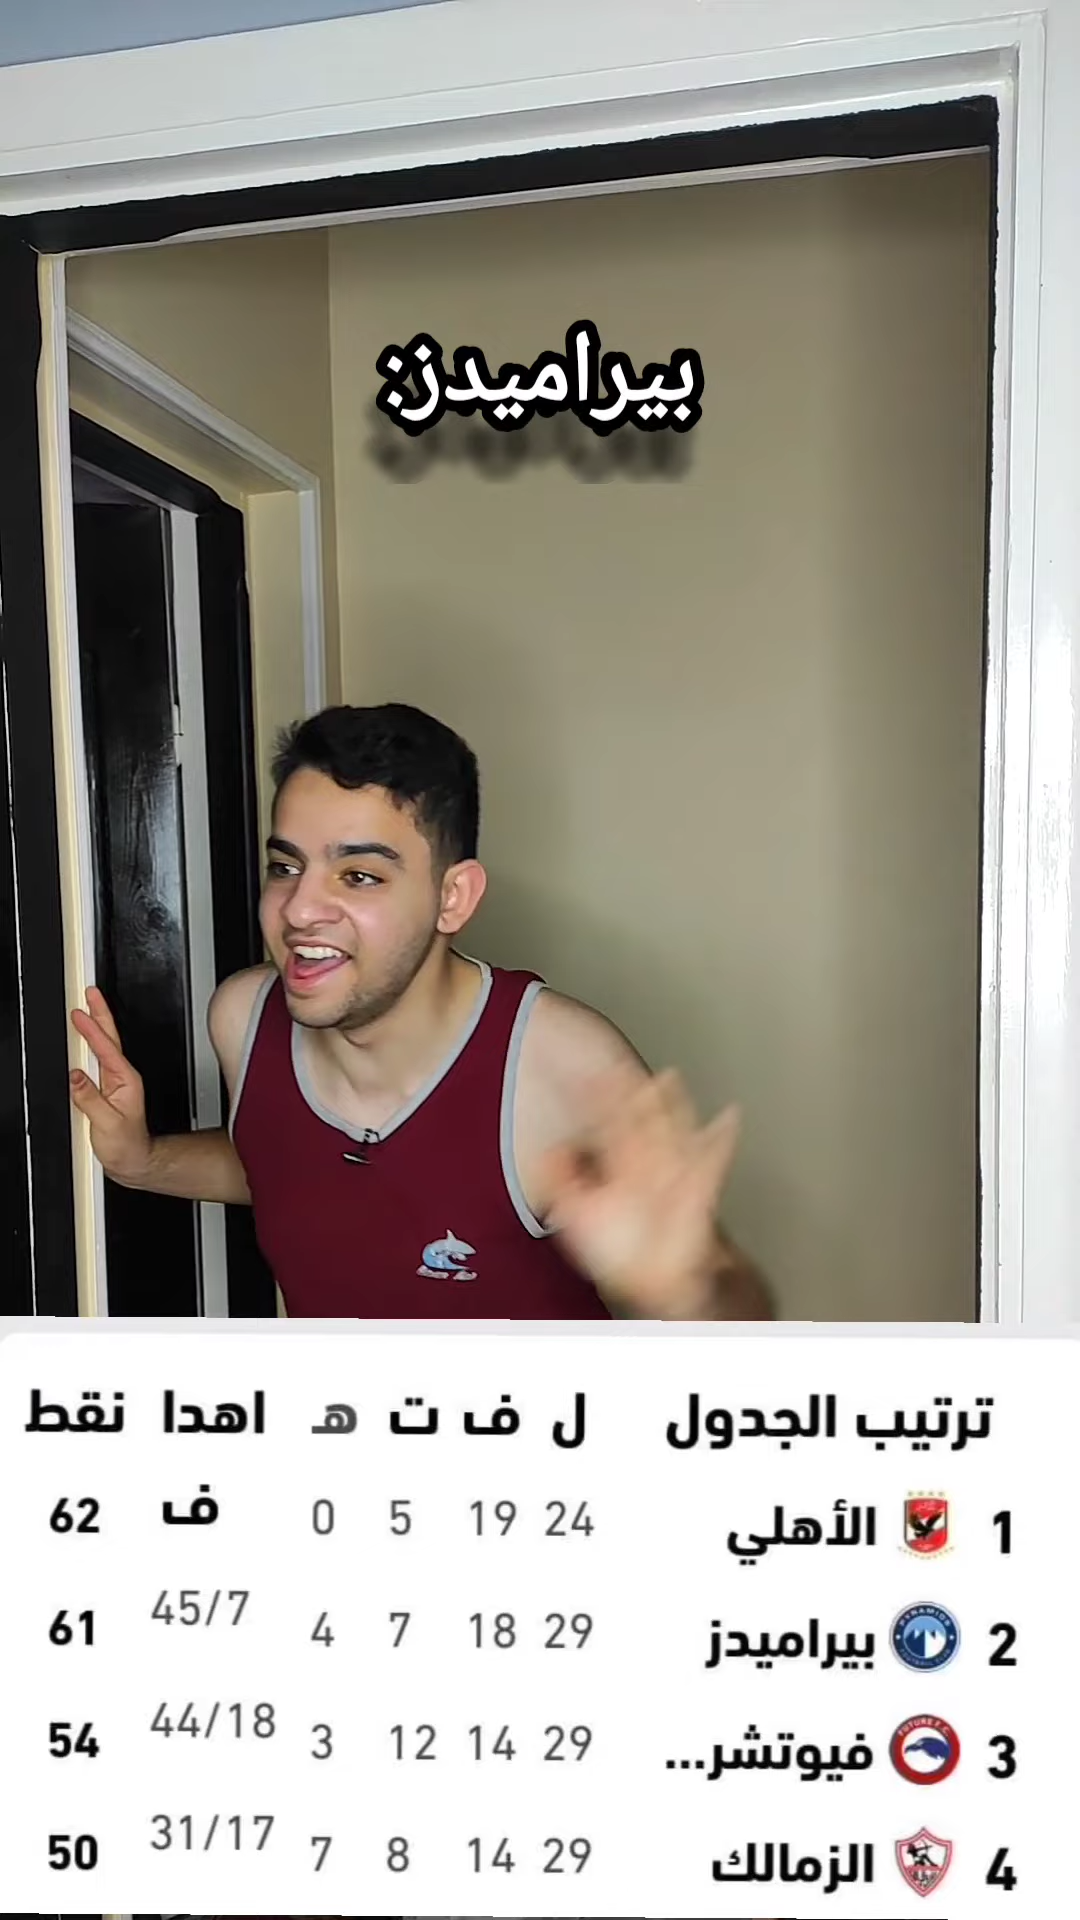 بيراميدز:
ترتيب الجدول ل ف ت هـ اهدا نقط
ف
1 الأهلي 24 19 5 0 62
45/7
2 بيراميدز 29 18 7 4 61
44/18
3 فيوتشر... 29 14 12 3 54
31/17
4 الزمالك 29 14 8 7 50